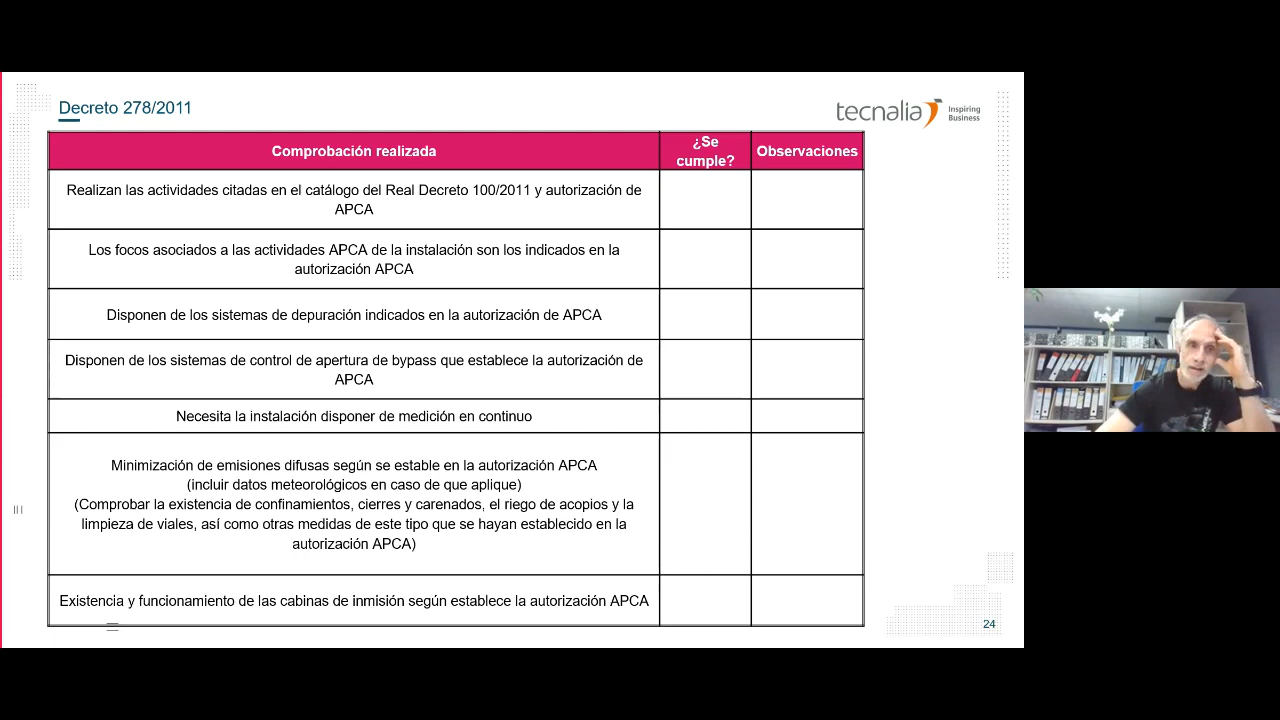 Decreto 278/2011
tecnalia
Inspiring
Business
Comprobación realizada
¿Se
cumple?
Observaciones
Realizan las actividades citadas en el catálogo del Real Decreto 100/2011 y autorización de
APCA
Los focos asociados a las actividades APCA de la instalación son los indicados en la
autorización APCA
Disponen de los sistemas de depuración indicados en la autorización de APCA
Disponen de los sistemas de control de apertura de bypass que establece la autorización de
APCA
Necesita la instalación disponer de medición en continuo
Minimización de emisiones difusas según se estable en la autorización APCA
(incluir datos meteorológicos en caso de que aplique)
(Comprobar la existencia de confinamientos, cierres y carenados, el riego de acopios y la
limpieza de viales, así como otras medidas de este tipo que se hayan establecido en la
autorización APCA)
Existencia y funcionamiento de las cabinas de inmisión según establece la autorización APCA
24